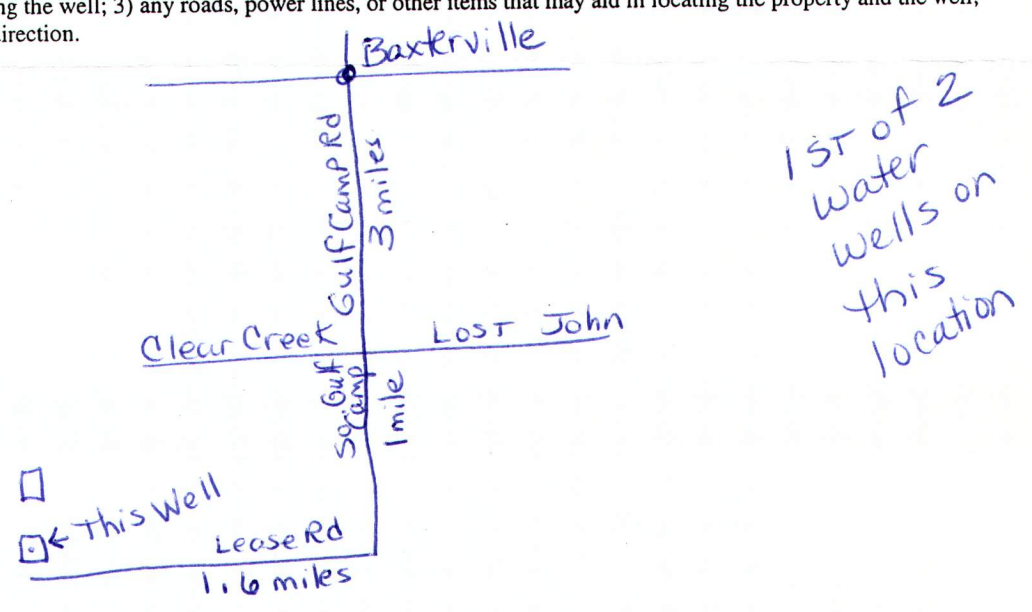 ng the well; 3) any roads, power lines, or other items that may aid in locating the property and the well;
irection.
Baxterville
Gulf Camp Rd
3 miles
1 ST of 2
water
wells on
this
location
Clear Creek
LOST John
So. Gulf
Camp
1 mile
← This Well
Lease Rd
1.6 miles